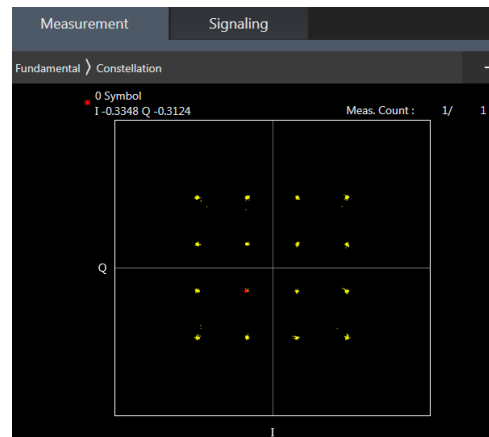 Measurement Signaling
Fundamental 〉 Constellation
0 Symbol
I -0.3348 Q -0.3124 Meas. Count : 1/ 1
Q
I